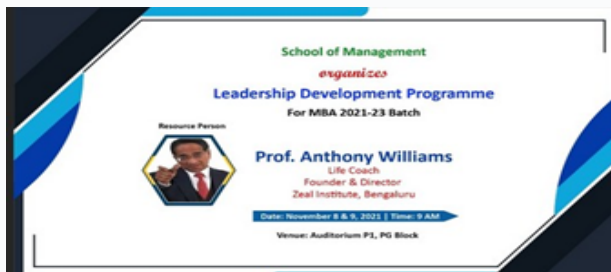 School of Management
organizes
Leadership Development Programme
For MBA 2021-23 Batch
Resource Person
Prof. Anthony Williams
Life Coach
Founder & Director
Zeal Institute, Bengaluru
Date: November 8 & 9, 2021 | Time: 9 AM
Venue: Auditorium P1, PG Block